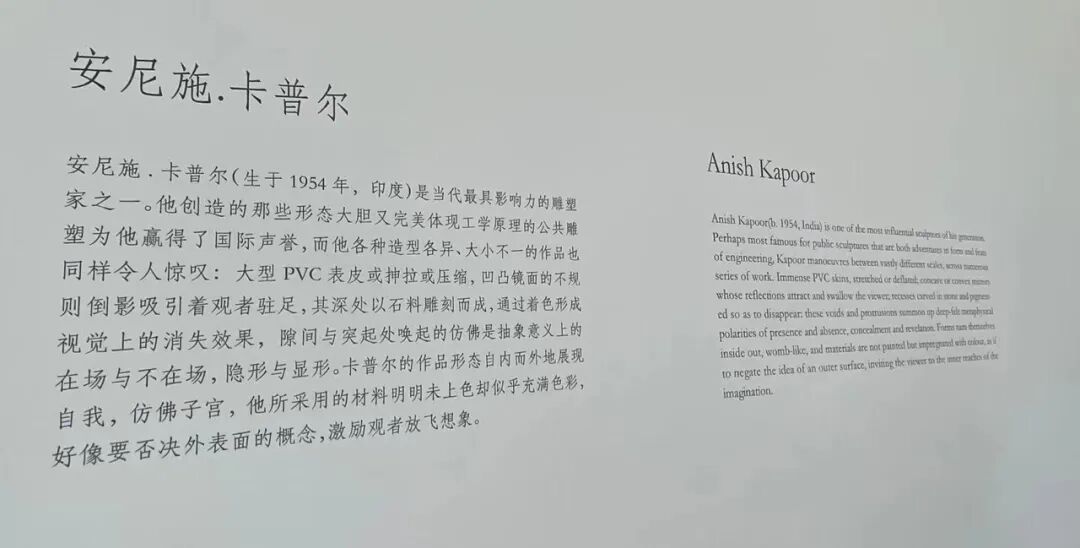 安尼施.卡普尔
安尼施.卡普尔(生于1954年，印度)是当代最具影响力的雕塑
家之一。他创造的那些形态大胆又完美体现工学原理的公共雕
塑为他赢得了国际声誉,而他各种造型各异、大小不一的作品也
同样令人惊叹：大型PVC表皮或抻拉或压缩，凹凸镜面的不规
则倒影吸引着观者驻足,其深处以石料雕刻而成,通过着色形成
视觉上的消失效果，隙间与突起处唤起的仿佛是抽象意义上的
在场与不在场,隐形与显形。卡普尔的作品形态自内而外地展现
自我，仿佛子宫，他所采用的材料明明未上色却似乎充满色彩,
好像要否决外表面的概念,激励观者放飞想象。
Anish Kapoor
Anish Kapoor(b. 1954, India) is one of the most influential sculptors of his generation.
Perhaps most famous for public sculptures that are both adventures in form and feats
of engineering, Kapoor manoeuvres between vastly different scales, across numerous
series of work. Immense PVC skins, stretched or deflated; concave or convex mirrors
whose reflections attract and swallow the viewer; recesses carved in stone and pigment-
ed so as to disappear: these voids and protrusions summon up deep-felt metaphysical
polarities of presence and absence, concealment and revelation. Forms turn themselves
inside out, womb-like, and materials are not painted but impregnated with colour, as if
to negate the idea of an outer surface, inviting the viewer to the inner reaches of the
imagination.